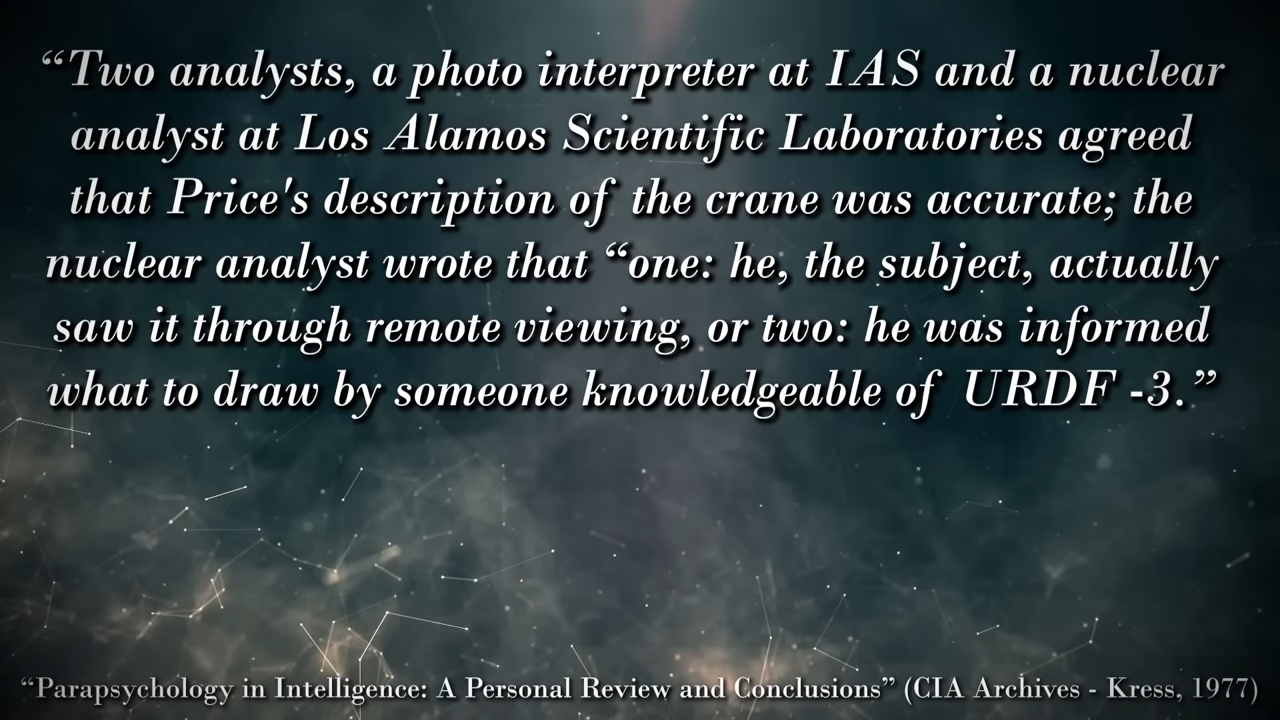 “Two analysts, a photo interpreter at IAS and a nuclear
analyst at Los Alamos Scientific Laboratories agreed
that Price's description of the crane was accurate; the
nuclear analyst wrote that “one: he, the subject, actually
saw it through remote viewing, or two: he was informed
what to draw by someone knowledgeable of URDF -3.”
“Parapsychology in Intelligence: A Personal Review and Conclusions” (CIA Archives - Kress, 1977)